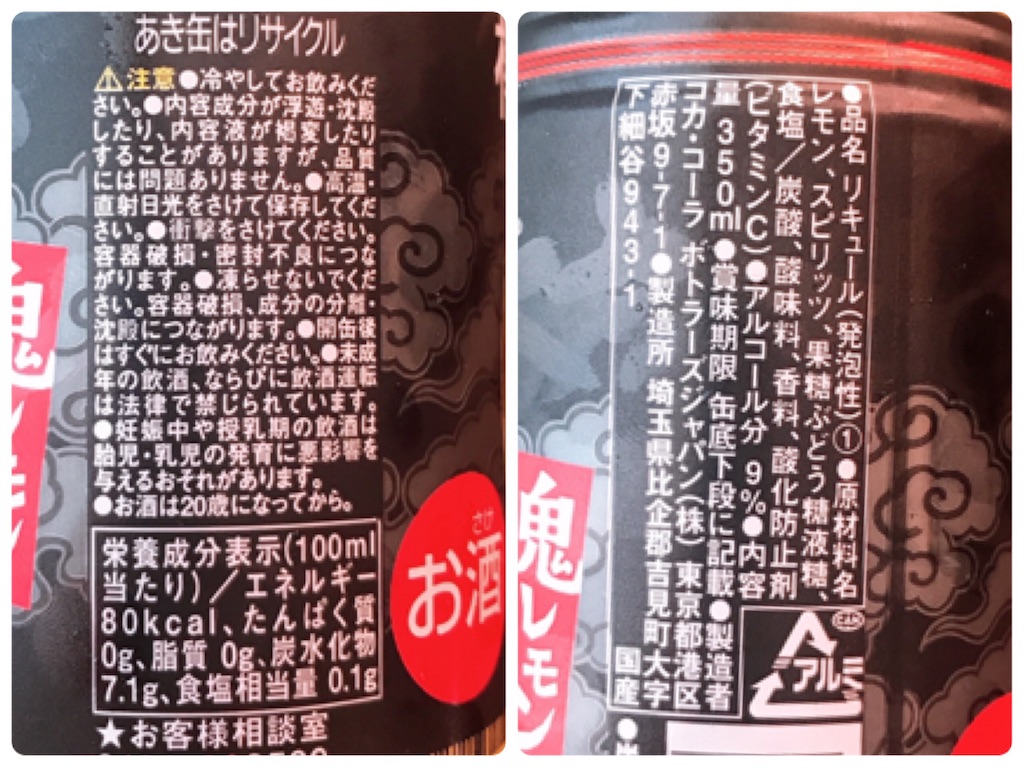 あき缶はリサイクル
⚠注意●冷やしてお飲みくだ
さい。●内容成分が浮遊・沈殿
したり、内容液が褐変したり
することがありますが、品質
には問題ありません。●高温・
直射日光をさけて保存してくだ
さい。●衝撃をさけてください。
容器破損・密封不良につな
がります。●凍らせないでくだ
さい。容器破損、成分の分離・
沈殿につながります。●開缶後
はすぐにお飲みください。●未成
年の飲酒、ならびに飲酒運転
は法律で禁じられています。
●妊娠中や授乳期の飲酒は
胎児・乳児の発育に悪影響を
与えるおそれがあります。
●お酒は20歳になってから。
栄養成分表示(100ml
当たり)／エネルギー
80kcal、たんぱく質
0g、脂質 0g、炭水化物
7.1g、食塩相当量 0.1g
★お客様相談室
さけ
お酒
鬼レモン
●品名 リキュール(発泡性)①●原材料名
レモン、スピリッツ、果糖ぶどう糖液糖、
食塩／炭酸、酸味料、香料、酸化防止剤
(ビタミンC)●アルコール分 9%●内容
量 350ml●賞味期限 缶底下段に記載●製造者
コカ・コーラ ボトラーズジャパン(株) 東京都港区
赤坂9-7-1●製造所 埼玉県比企郡吉見町大字
下細谷943-1
国産
CAN
アルミ
鬼レモン